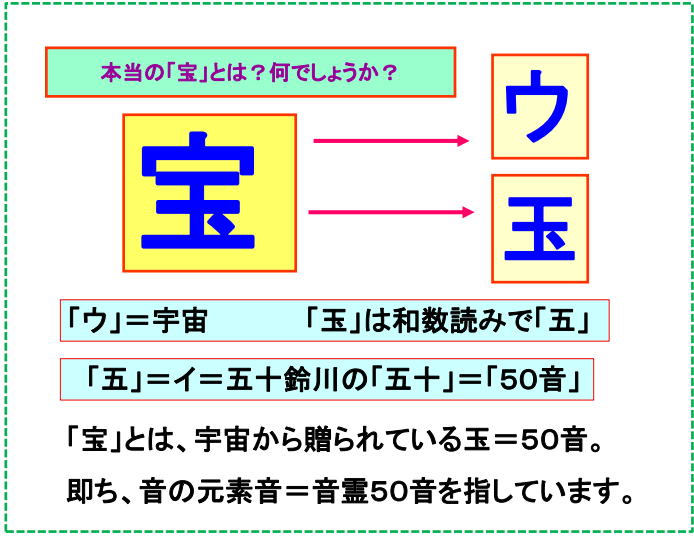 本当の「宝」とは？何でしょうか？
宝
ウ
玉
「ウ」＝宇宙　「玉」は和数読みで「五」
「五」＝イ＝五十鈴川の「五十」＝「５０音」
「宝」とは、宇宙から贈られている玉＝５０音。
即ち、音の元素音＝音霊５０音を指しています。